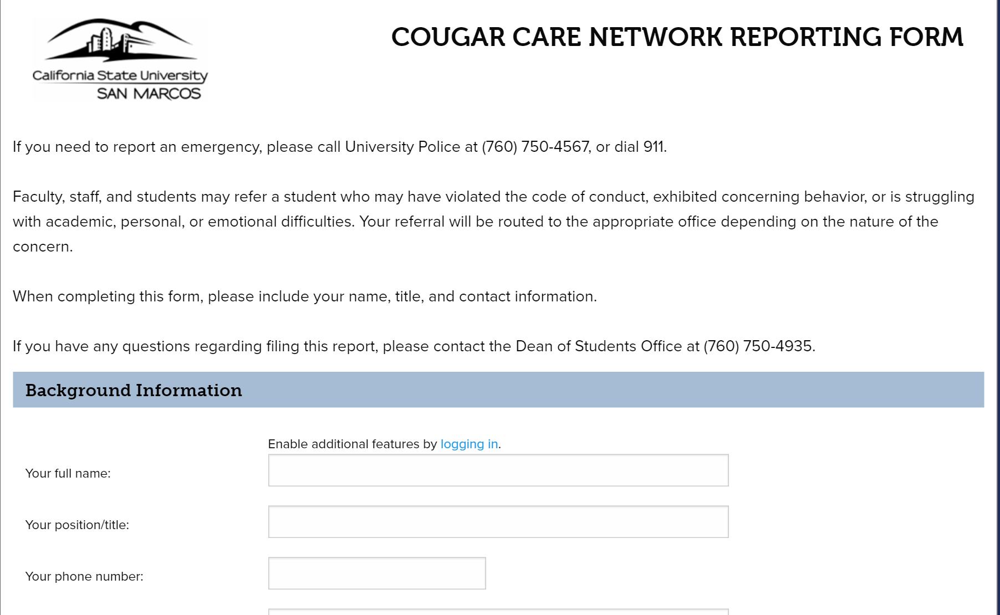 California State University
SAN MARCOS
COUGAR CARE NETWORK REPORTING FORM
If you need to report an emergency, please call University Police at (760) 750-4567, or dial 911.
Faculty, staff, and students may refer a student who may have violated the code of conduct, exhibited concerning behavior, or is struggling
with academic, personal, or emotional difficulties. Your referral will be routed to the appropriate office depending on the nature of the
concern.
When completing this form, please include your name, title, and contact information.
If you have any questions regarding filing this report, please contact the Dean of Students Office at (760) 750-4935.
Background Information
Enable additional features by logging in.
Your full name:
Your position/title:
Your phone number: